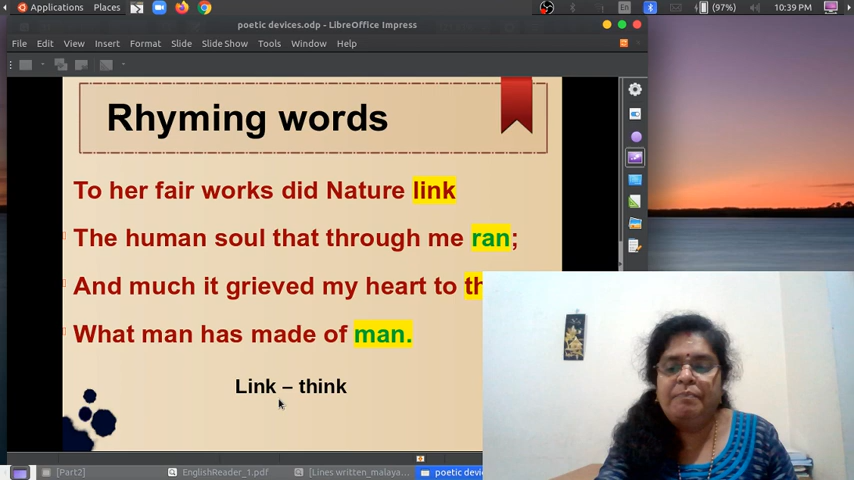 Applications Places En (97%) 10:39 PM
poetic devices.odp - LibreOffice Impress
File Edit View Insert Format Slide Slide Show Tools Window Help
Rhyming words
To her fair works did Nature link
The human soul that through me ran;
And much it grieved my heart to th
What man has made of man.
Link – think
[Part2] EnglishReader_1.pdf [Lines written_malaya... poetic devi